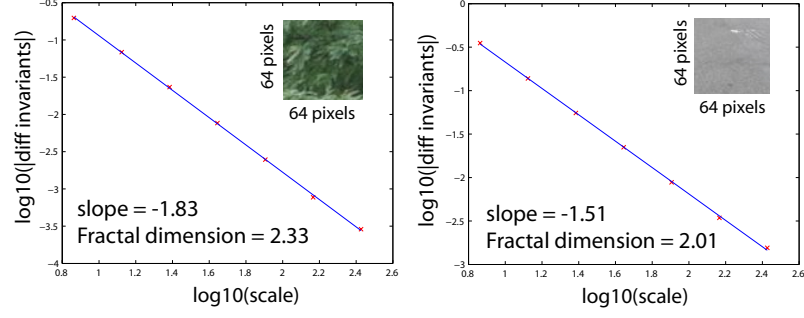 −0.5
−1
−1.5
−2
−2.5
−3
−3.5
−4
log10(|diff invariants|)
64 pixels
64 pixels
slope = -1.83
Fractal dimension = 2.33
0.8 1 1.2 1.4 1.6 1.8 2 2.2 2.4 2.6
log10(scale)
0
−0.5
−1
−1.5
−2
−2.5
−3
log10(|diff invariants|)
64 pixels
64 pixels
slope = -1.51
Fractal dimension = 2.01
0.8 1 1.2 1.4 1.6 1.8 2 2.2 2.4 2.6
log10(scale)